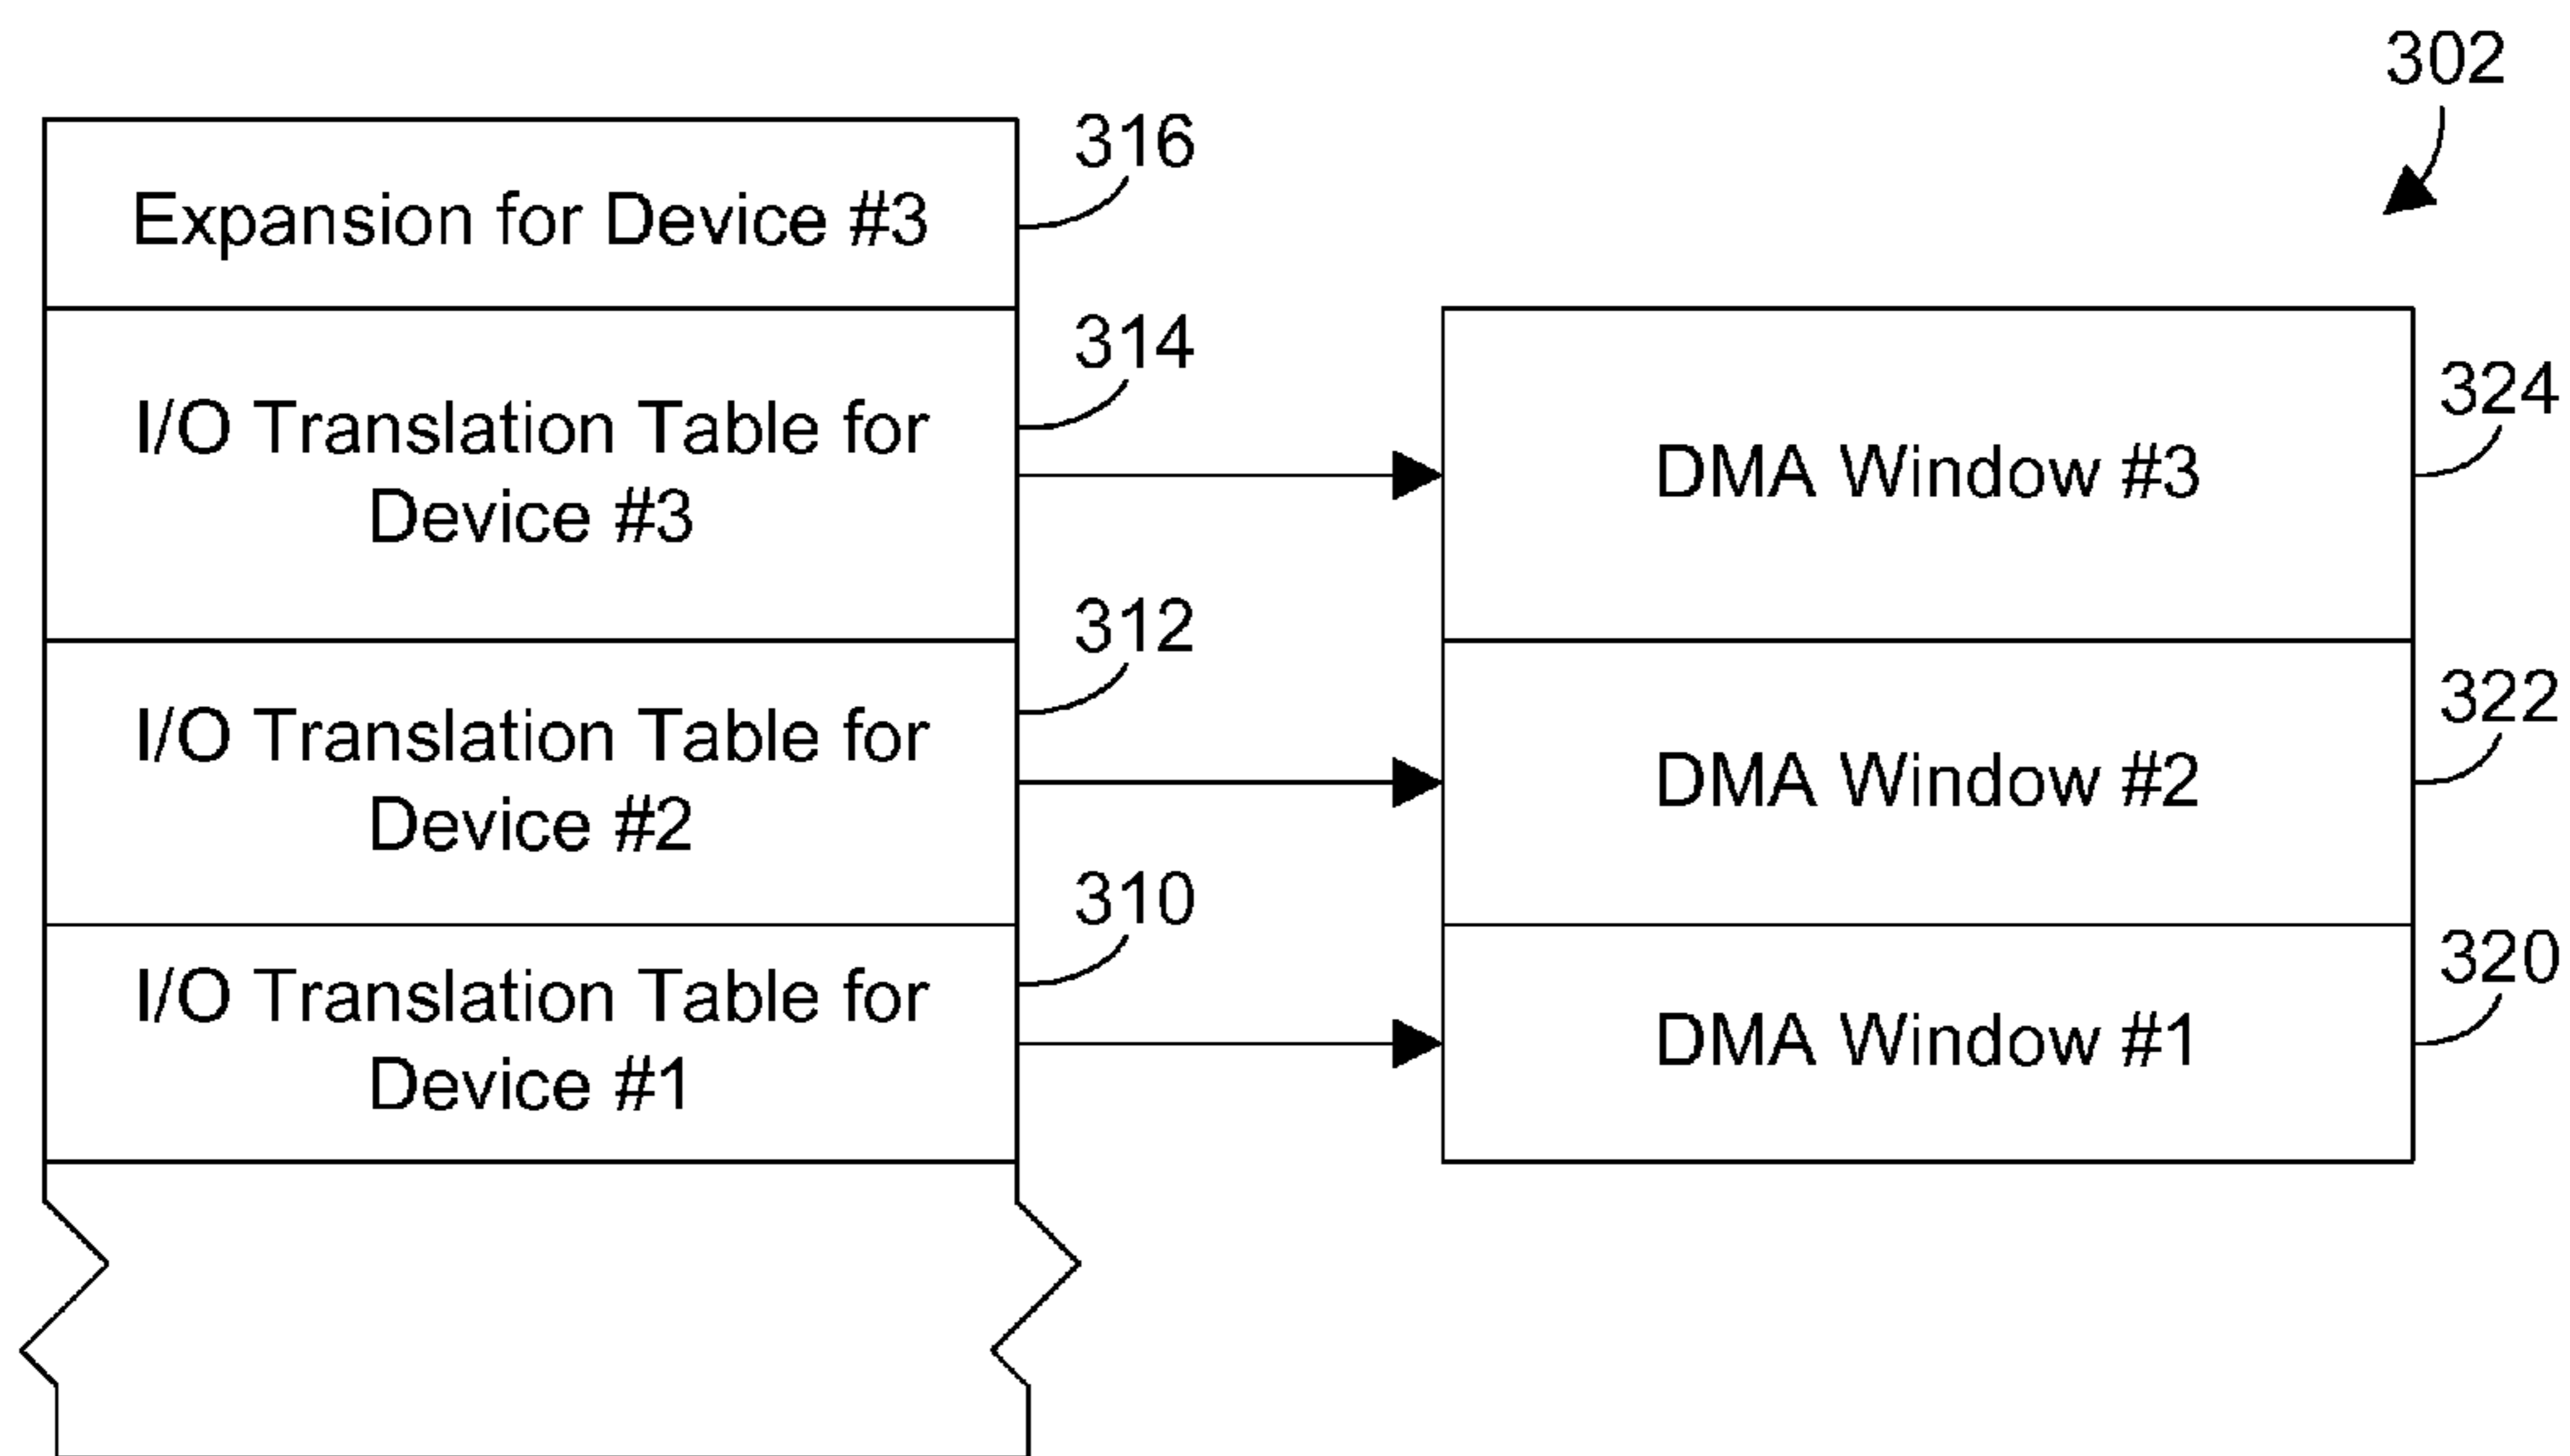 302
316
Expansion for Device #3
314
I/O Translation Table for
Device #3
324
DMA Window #3
312
I/O Translation Table for
Device #2
322
DMA Window #2
310
I/O Translation Table for
Device #1
320
DMA Window #1